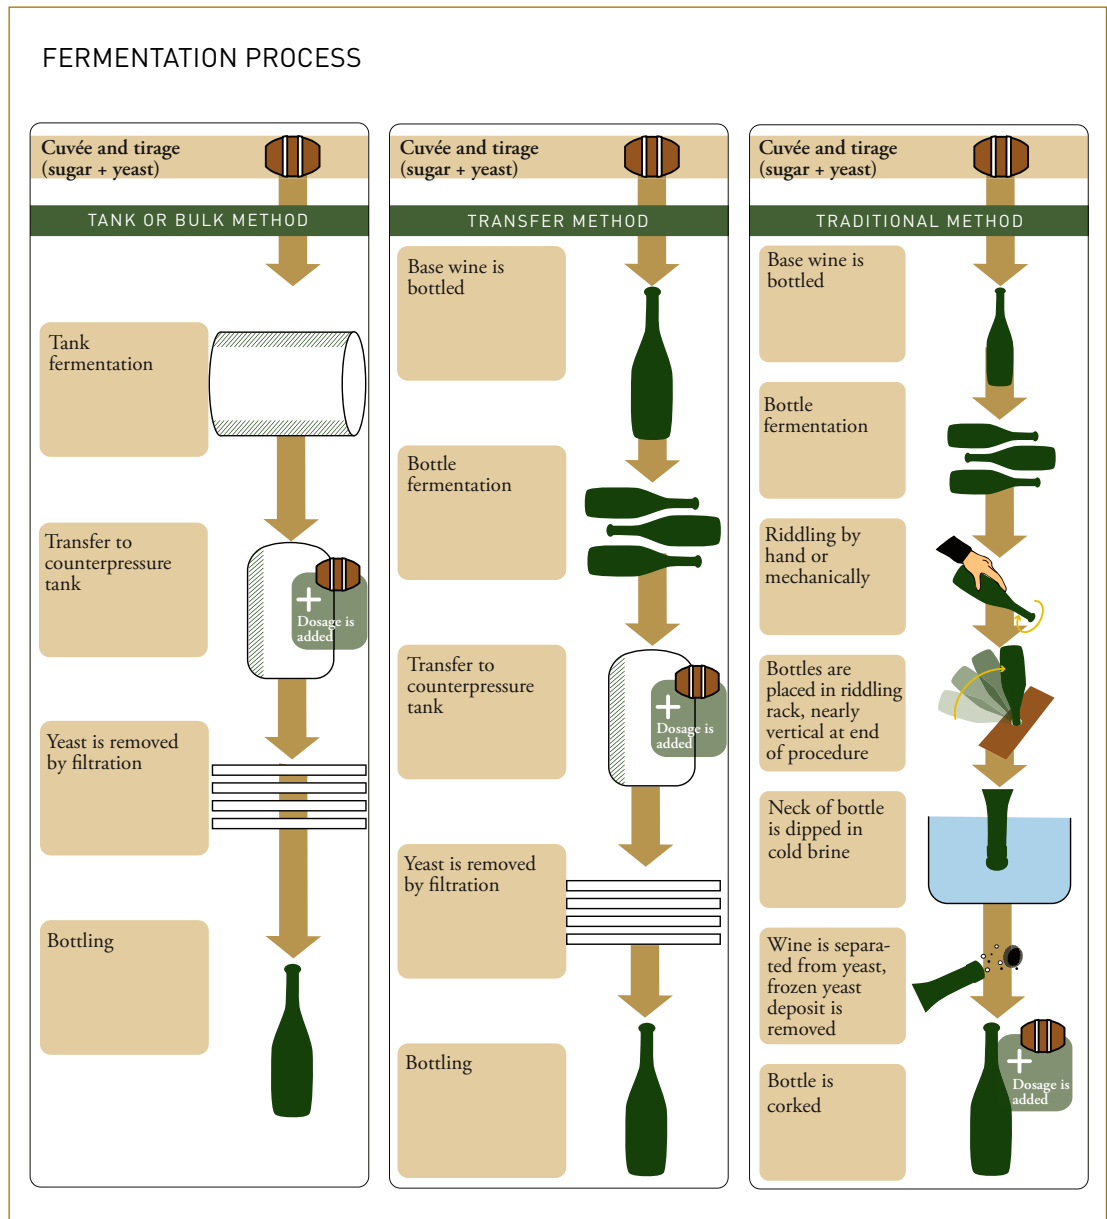 FERMENTATION PROCESS
Cuvée and tirage
(sugar + yeast)
TANK OR BULK METHOD
Tank
fermentation
Transfer to
counterpressure
tank
Dosage is
added
Yeast is removed
by filtration
Bottling
Cuvée and tirage
(sugar + yeast)
TRANSFER METHOD
Base wine is
bottled
Bottle
fermentation
Transfer to
counterpressure
tank
Dosage is
added
Yeast is removed
by filtration
Bottling
Cuvée and tirage
(sugar + yeast)
TRADITIONAL METHOD
Base wine is
bottled
Bottle
fermentation
Riddling by
hand or
mechanically
Bottles are
placed in riddling
rack, nearly
vertical at end
of procedure
Neck of bottle
is dipped in
cold brine
Wine is separa-
ted from yeast,
frozen yeast
deposit is
removed
Bottle is
corked
Dosage is
added